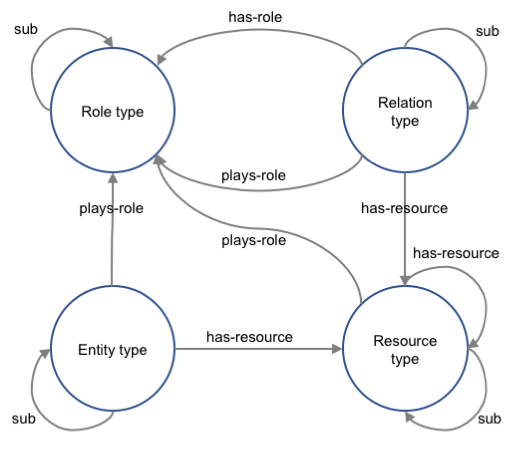 has-role
sub
sub
Role type
Relation
type
plays-role
plays-role
has-resource
plays-role
has-resource
has-resource
Entity type
Resource
type
sub
sub